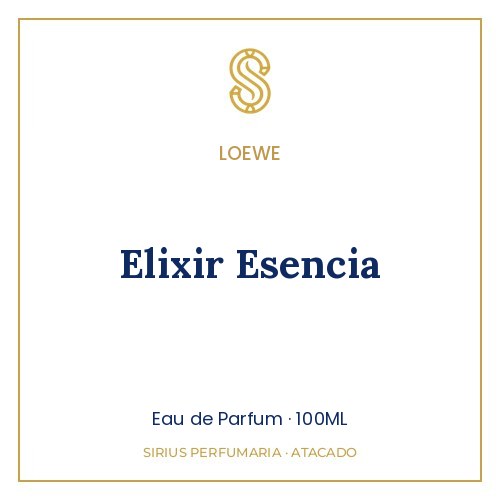 LOEWE
Elixir Esencia
Eau de Parfum · 100ML
SIRIUS PERFUMARIA · ATACADO